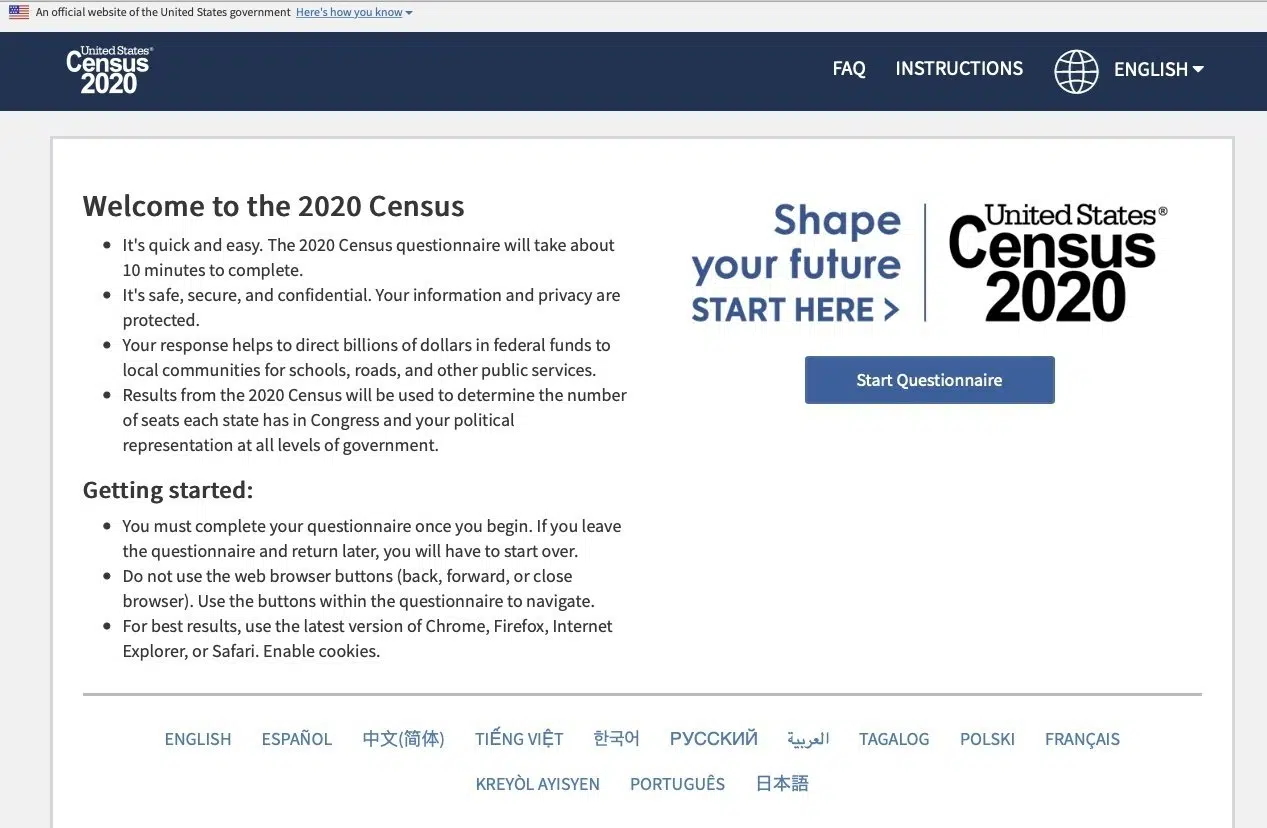 An official website of the United States government Here's how you know
United States®
Census
2020
FAQ INSTRUCTIONS ENGLISH
Welcome to the 2020 Census
It's quick and easy. The 2020 Census questionnaire will take about
10 minutes to complete.
It's safe, secure, and confidential. Your information and privacy are
protected.
Your response helps to direct billions of dollars in federal funds to
local communities for schools, roads, and other public services.
Results from the 2020 Census will be used to determine the number
of seats each state has in Congress and your political
representation at all levels of government.
Getting started:
You must complete your questionnaire once you begin. If you leave
the questionnaire and return later, you will have to start over.
Do not use the web browser buttons (back, forward, or close
browser). Use the buttons within the questionnaire to navigate.
For best results, use the latest version of Chrome, Firefox, Internet
Explorer, or Safari. Enable cookies.
Shape
your future
START HERE >
United States®
Census
2020
Start Questionnaire
ENGLISH ESPAÑOL 中文(简体) TIẾNG VIỆT 한국어 РУССКИЙ العربية TAGALOG POLSKI FRANÇAIS
KREYÒL AYISYEN PORTUGUÊS 日本語